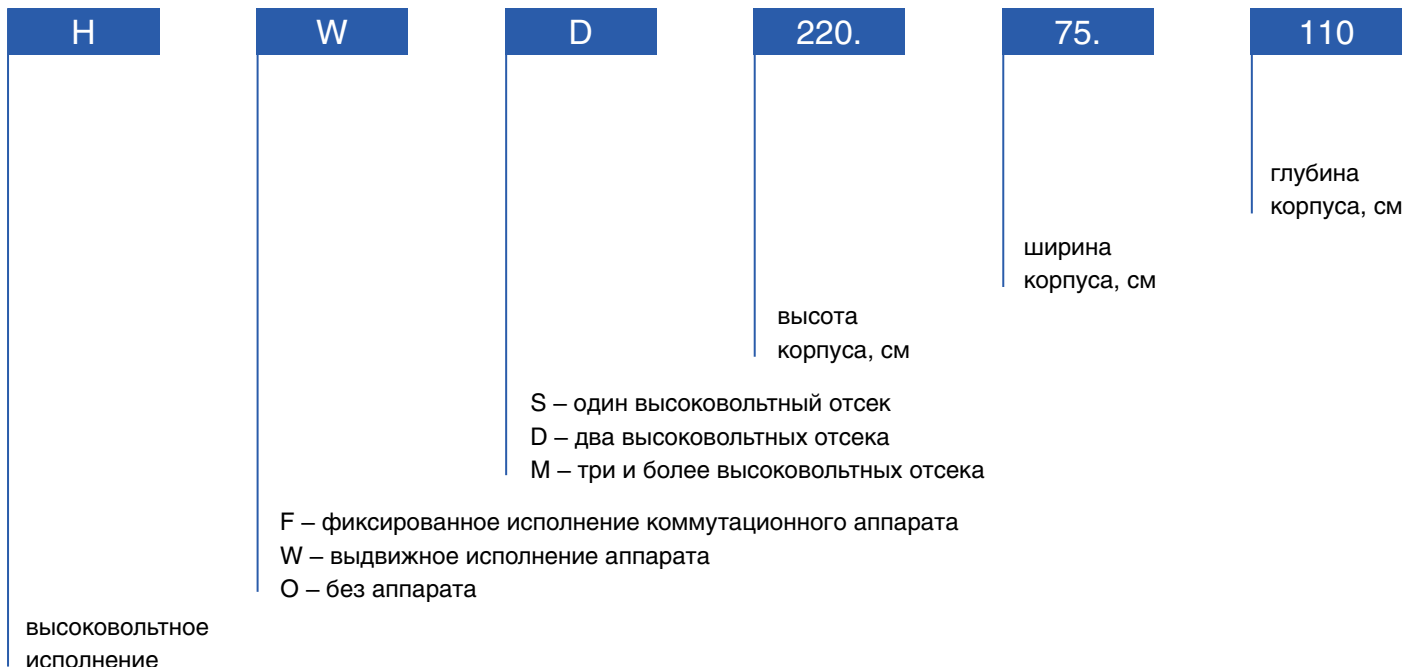 H W D 220. 75. 110
глубина
корпуса, см
ширина
корпуса, см
высота
корпуса, см
S – один высоковольтный отсек
D – два высоковольтных отсека
M – три и более высоковольтных отсека
F – фиксированное исполнение коммутационного аппарата
W – выдвижное исполнение аппарата
O – без аппарата
высоковольтное
исполнение